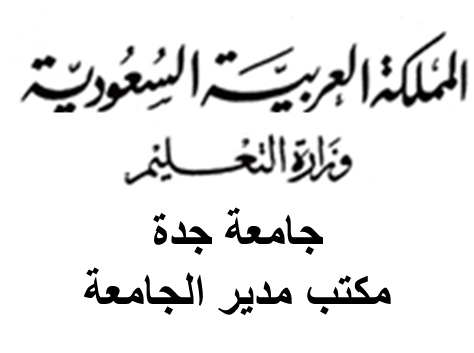 المملكة العربية السعودية
وزارة التعليم
جامعة جدة
مكتب مدير الجامعة